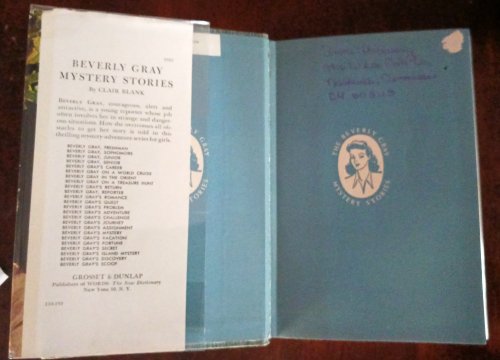 BEVERLY GRAY
MYSTERY STORIES
By CLAIR BLANK
BEVERLY GRAY, courageous, alert and
attractive, is a young reporter whose job
often involves her in strange and danger-
ous situations. How she overcomes all ob-
stacles to get her story is told in this
thrilling mystery-adventure series for girls.
BEVERLY GRAY, FRESHMAN
BEVERLY GRAY, SOPHOMORE
BEVERLY GRAY, JUNIOR
BEVERLY GRAY, SENIOR
BEVERLY GRAY'S CAREER
BEVERLY GRAY ON A WORLD CRUISE
BEVERLY GRAY IN THE ORIENT
BEVERLY GRAY ON A TREASURE HUNT
BEVERLY GRAY'S RETURN
BEVERLY GRAY, REPORTER
BEVERLY GRAY'S ROMANCE
BEVERLY GRAY'S QUEST
BEVERLY GRAY'S PROBLEM
BEVERLY GRAY'S ADVENTURE
BEVERLY GRAY'S CHALLENGE
BEVERLY GRAY'S JOURNEY
BEVERLY GRAY'S ASSIGNMENT
BEVERLY GRAY'S MYSTERY
BEVERLY GRAY'S VACATION
BEVERLY GRAY'S FORTUNE
BEVERLY GRAY'S SECRET
BEVERLY GRAY'S ISLAND MYSTERY
BEVERLY GRAY'S DISCOVERY
BEVERLY GRAY'S SCOOP
GROSSET & DUNLAP
Publishers of WORDS: The New Dictionary
New York 10, N. Y.
THE BEVERLY GRAY
MYSTERY STORIES